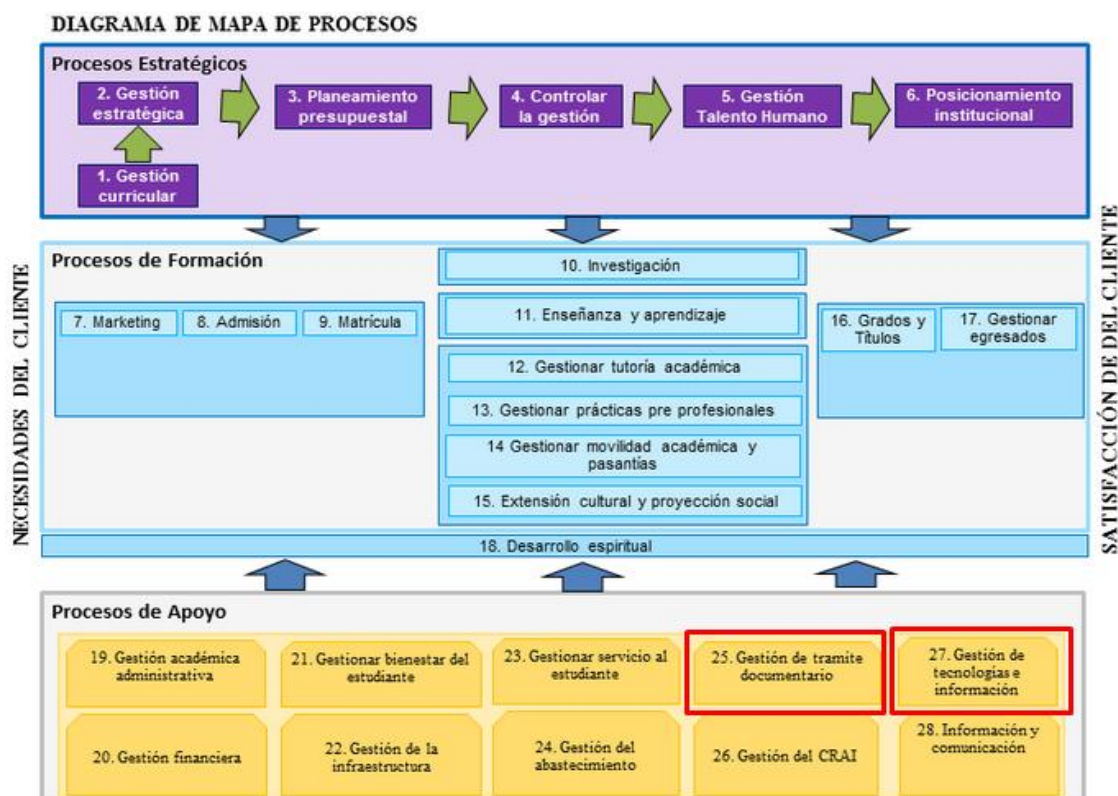 DIAGRAMA DE MAPA DE PROCESOS
Procesos Estratégicos
2. Gestión
estratégica
3. Planeamiento
presupuestal
4. Controlar
la gestión
5. Gestión
Talento Humano
6. Posicionamiento
institucional
1. Gestión
curricular
NECESIDADES DEL CLIENTE
Procesos de Formación
7. Marketing
8. Admisión
9. Matrícula
10. Investigación
11. Enseñanza y aprendizaje
12. Gestionar tutoría académica
13. Gestionar prácticas pre profesionales
14 Gestionar movilidad académica y
pasantías
15. Extensión cultural y proyección social
16. Grados y
Títulos
17. Gestionar
egresados
18. Desarrollo espiritual
SATISFACCIÓN DE DEL CLIENTE
Procesos de Apoyo
19. Gestión académica
administrativa
21. Gestionar bienestar del
estudiante
23. Gestionar servicio al
estudiante
25. Gestión de tramite
documentario
27. Gestión de
tecnologías e
información
20. Gestión financiera
22. Gestión de la
infraestructura
24. Gestión del
abastecimiento
26. Gestión del CRAI
28. Información y
comunicación